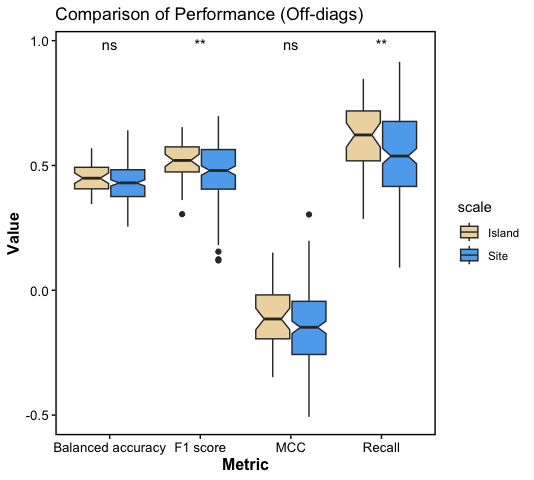 Comparison of Performance (Off-diags)
1.0
ns
**
ns
**
0.5
0.0
-0.5
Value
Balanced accuracy F1 score MCC Recall
Metric
scale
Island
Site